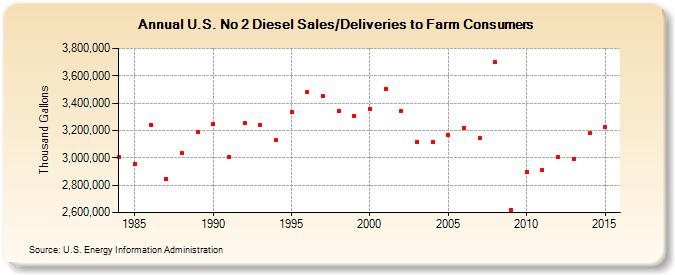 Annual U.S. No 2 Diesel Sales/Deliveries to Farm Consumers
Thousand Gallons
3,800,000
3,600,000
3,400,000
3,200,000
3,000,000
2,800,000
2,600,000
1985 1990 1995 2000 2005 2010 2015
Source: U.S. Energy Information Administration